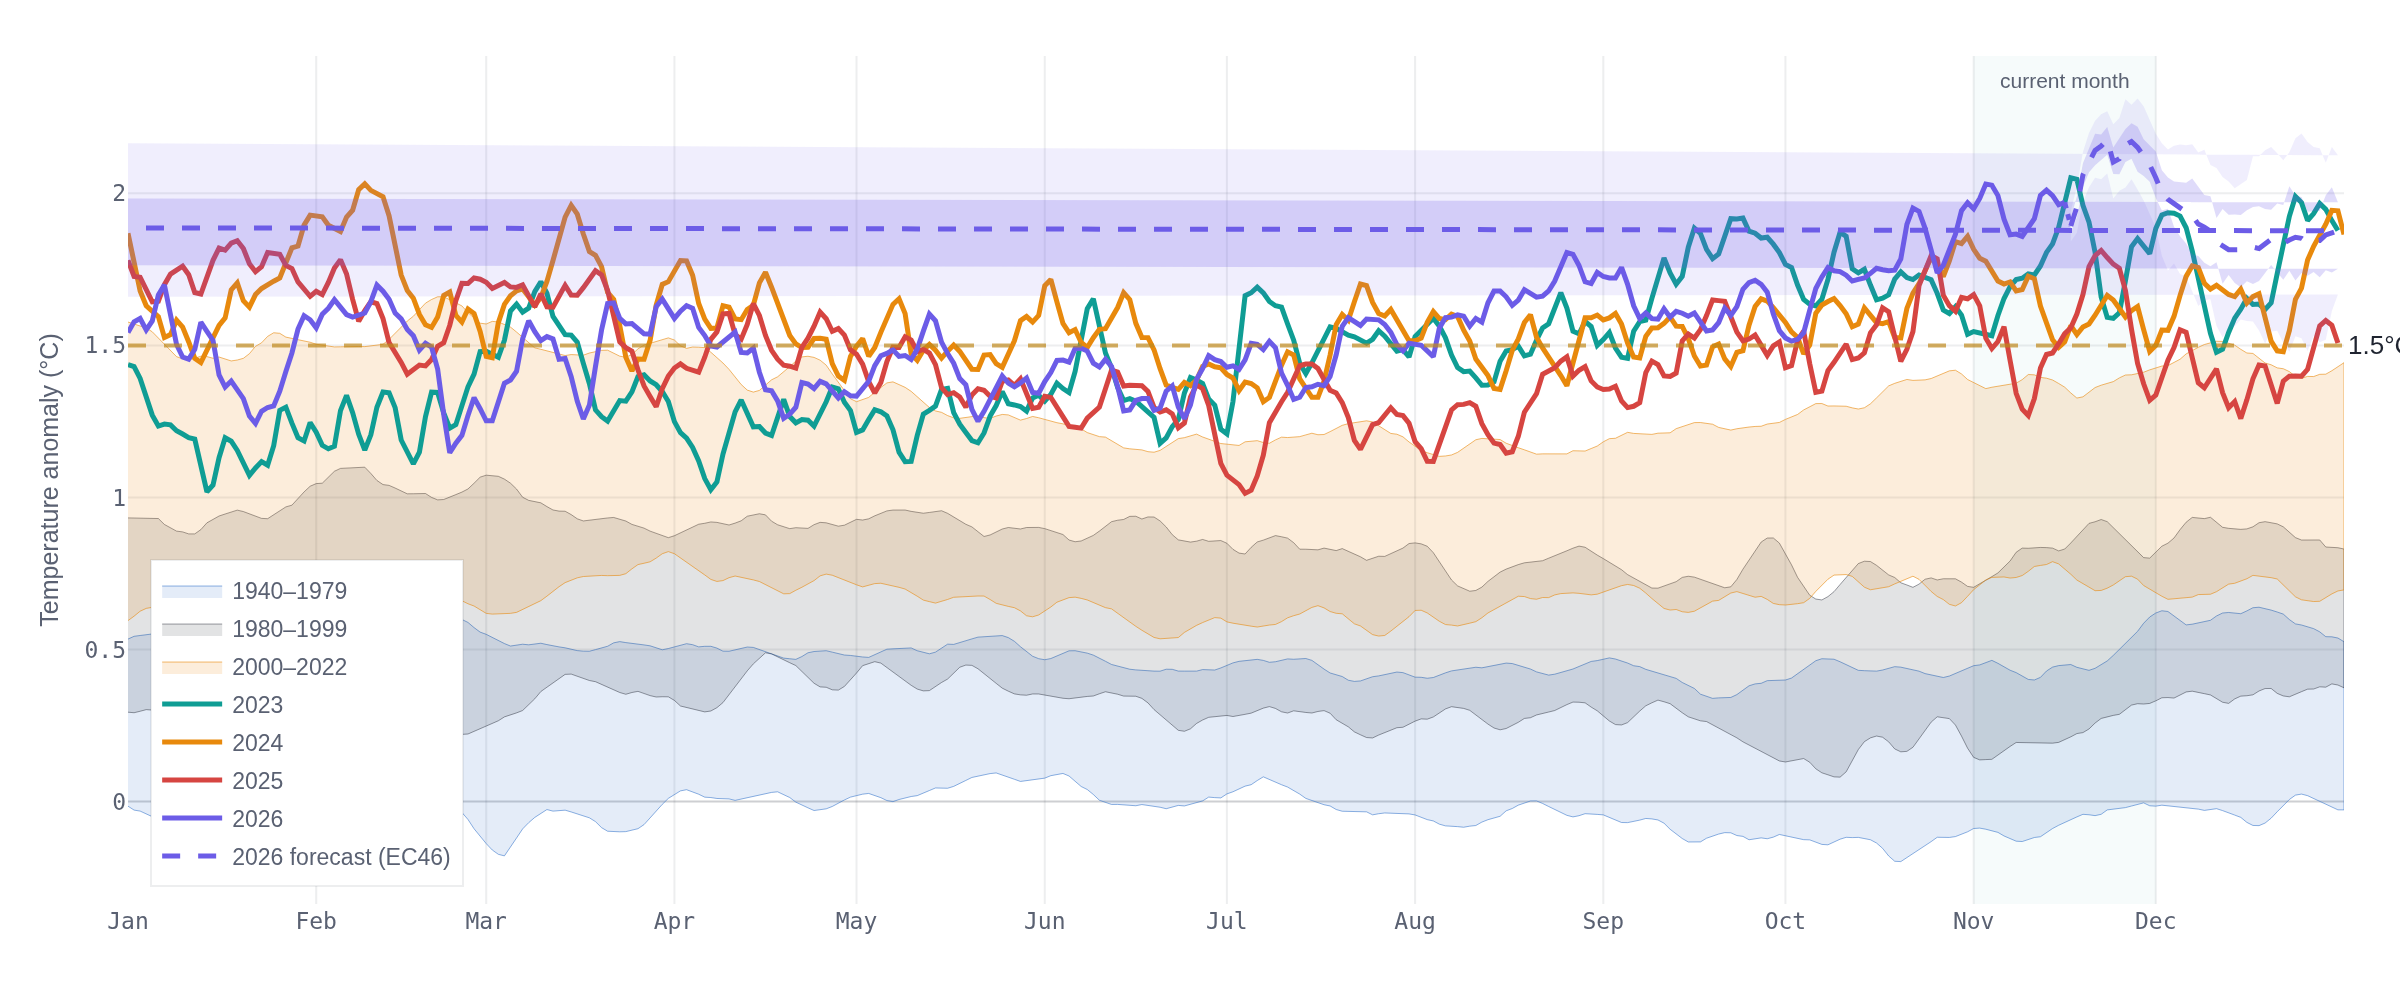 current month
Temperature anomaly (°C)
2
1.5
1
0.5
0
1.5°C
1940–1979
1980–1999
2000–2022
2023
2024
2025
2026
2026 forecast (EC46)
Jan Feb Mar Apr May Jun Jul Aug Sep Oct Nov Dec